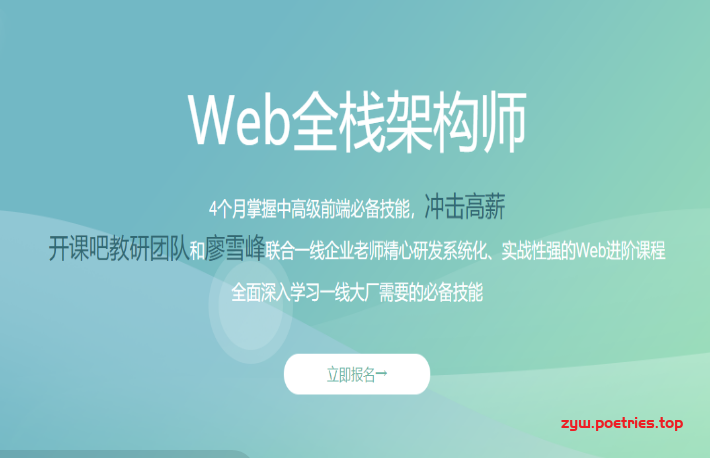 Web全栈架构师
4个月掌握中高级前端必备技能，冲击高薪
开课吧教研团队和廖雪峰联合一线企业老师精心研发系统化、实战性强的Web进阶课程
全面深入学习一线大厂需要的必备技能
立即报名→
zyw.poetries.top